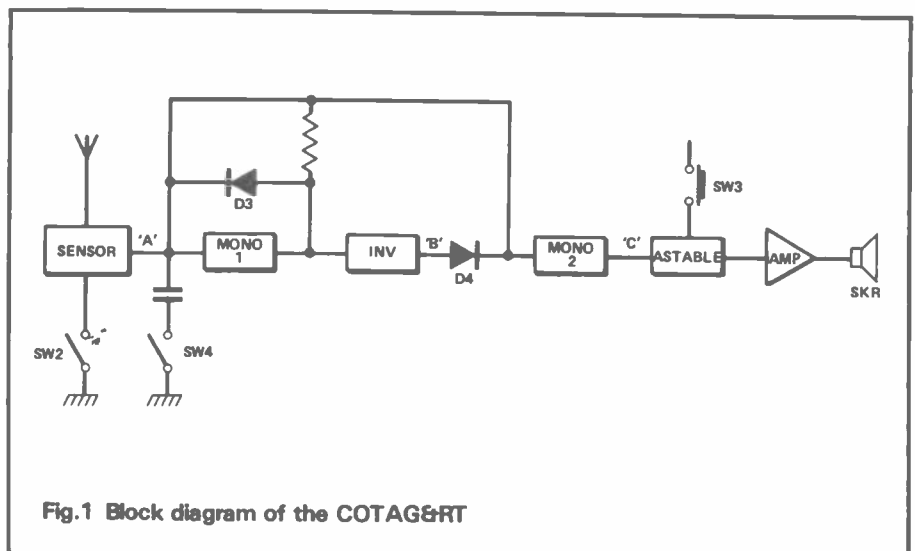 D3
SW3
SENSOR
'A'
MONO
1
INV
'B'
D4
MONO
2
'C'
ASTABLE
AMP
SKR
SW2
SW4
Fig.1 Block diagram of the COTAG&RT